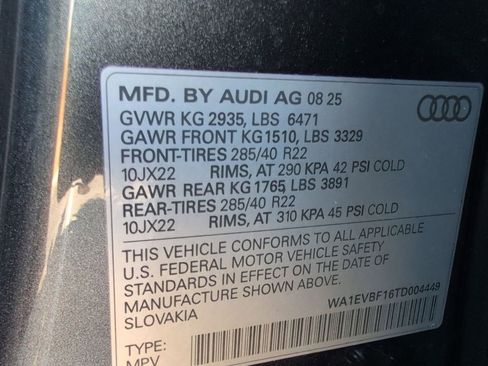 MFD. BY AUDI AG 08 25
GVWR KG 2935, LBS 6471
GAWR FRONT KG1510, LBS 3329
FRONT-TIRES 285/40 R22
10JX22 RIMS, AT 290 KPA 42 PSI COLD
GAWR REAR KG 1765, LBS 3891
REAR-TIRES 285/40 R22
10JX22 RIMS, AT 310 KPA 45 PSI COLD
THIS VEHICLE CONFORMS TO ALL APPLICABLE
U.S. FEDERAL MOTOR VEHICLE SAFETY
STANDARDS IN EFFECT ON THE DATE OF
MANUFACTURE SHOWN ABOVE. MADE IN
SLOVAKIA
WA1EVBF16TD004449
TYPE:
MPV